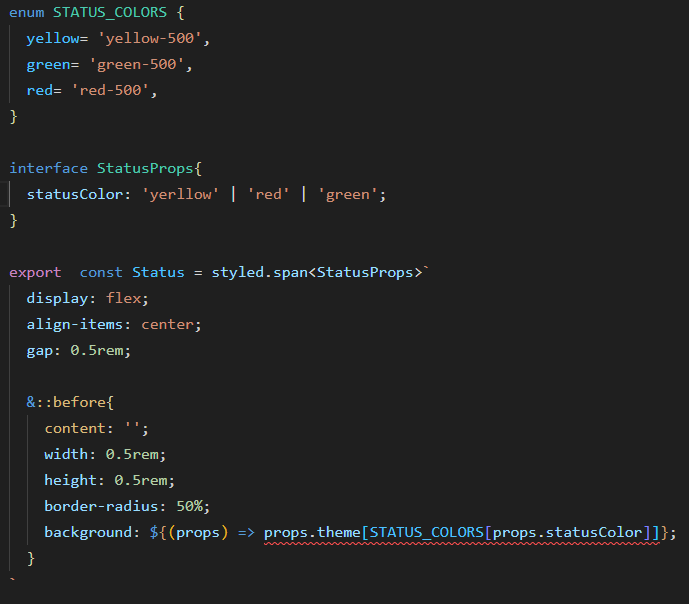 enum STATUS_COLORS {
yellow= 'yellow-500',
green= 'green-500',
red= 'red-500',
}
interface StatusProps{
statusColor: 'yerllow' | 'red' | 'green';
}
export  const Status = styled.span<StatusProps>`
display: flex;
align-items: center;
gap: 0.5rem;
&::before{
content: '';
width: 0.5rem;
height: 0.5rem;
border-radius: 50%;
background: ${(props) => props.theme[STATUS_COLORS[props.statusColor]]};
}
`